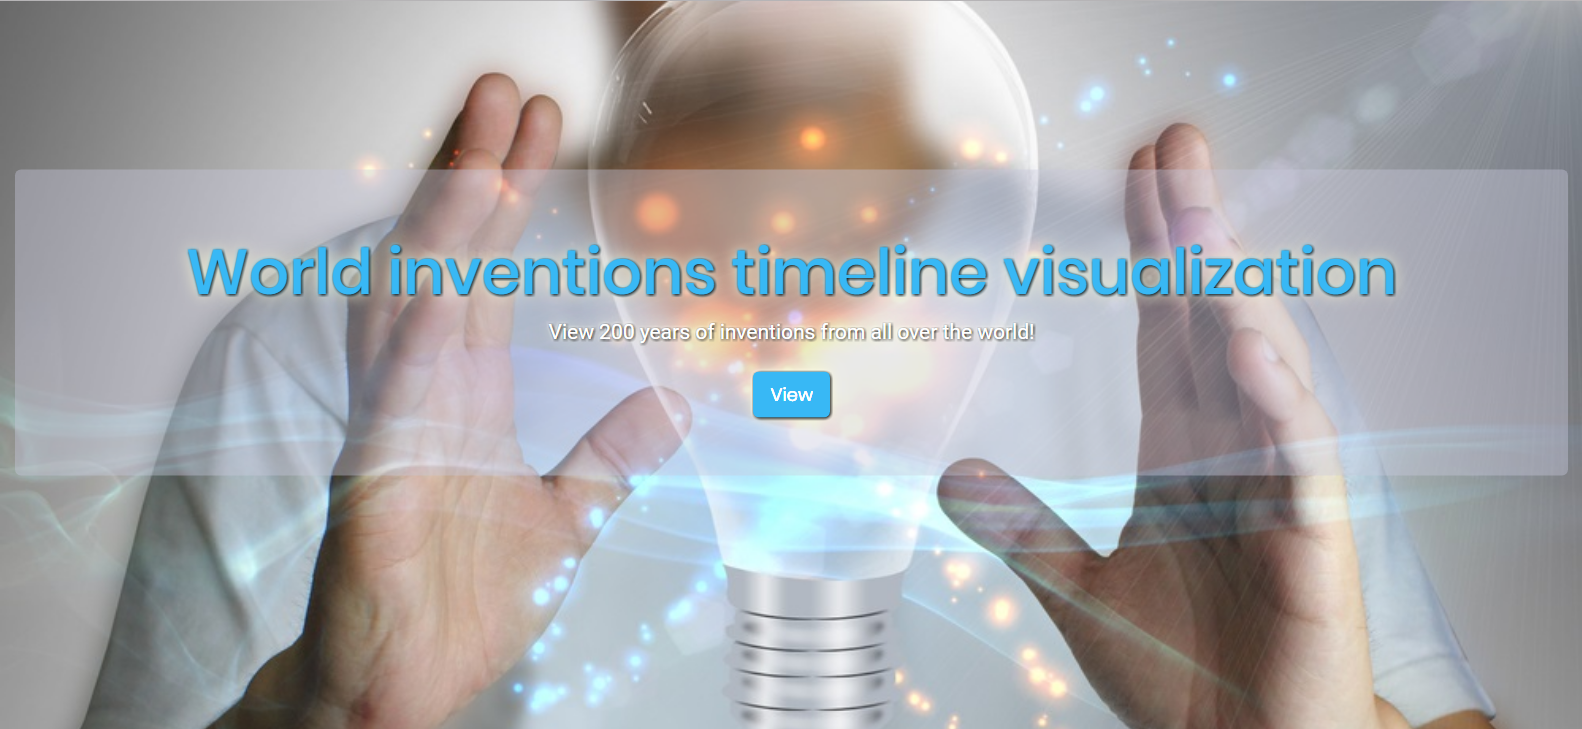 World inventions timeline visualization
View 200 years of inventions from all over the world!
View